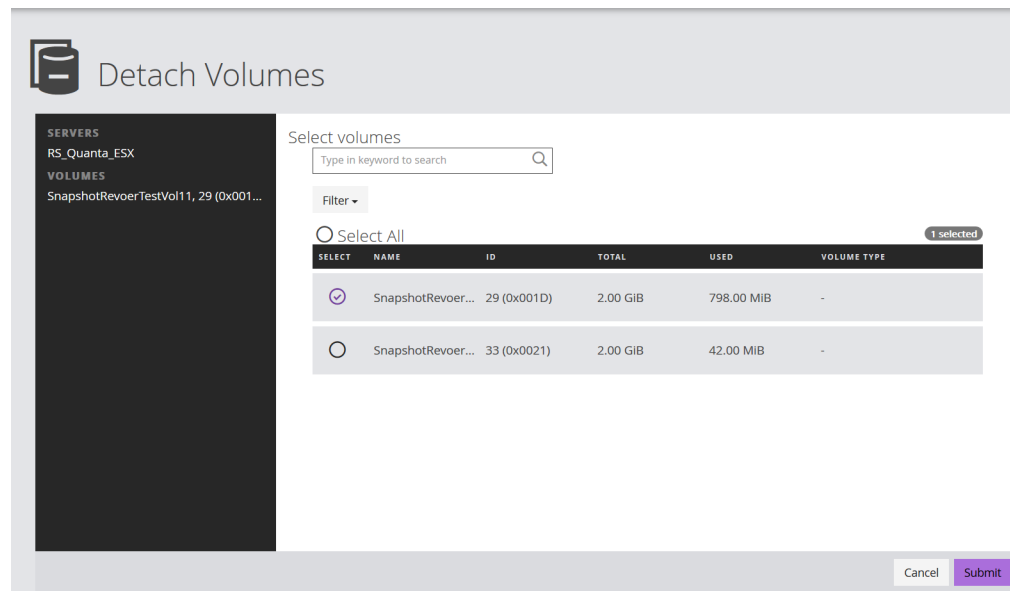 Detach Volumes
SERVERS
RS_Quanta_ESX
VOLUMES
SnapshotRevoerTestVol11, 29 (0x001...
Select volumes
Type in keyword to search
Filter
Select All
1 selected
SELECT NAME ID TOTAL USED VOLUME TYPE
SnapshotRevoer... 29 (0x001D) 2.00 GiB 798.00 MiB -
SnapshotRevoer... 33 (0x0021) 2.00 GiB 42.00 MiB -
Cancel Submit